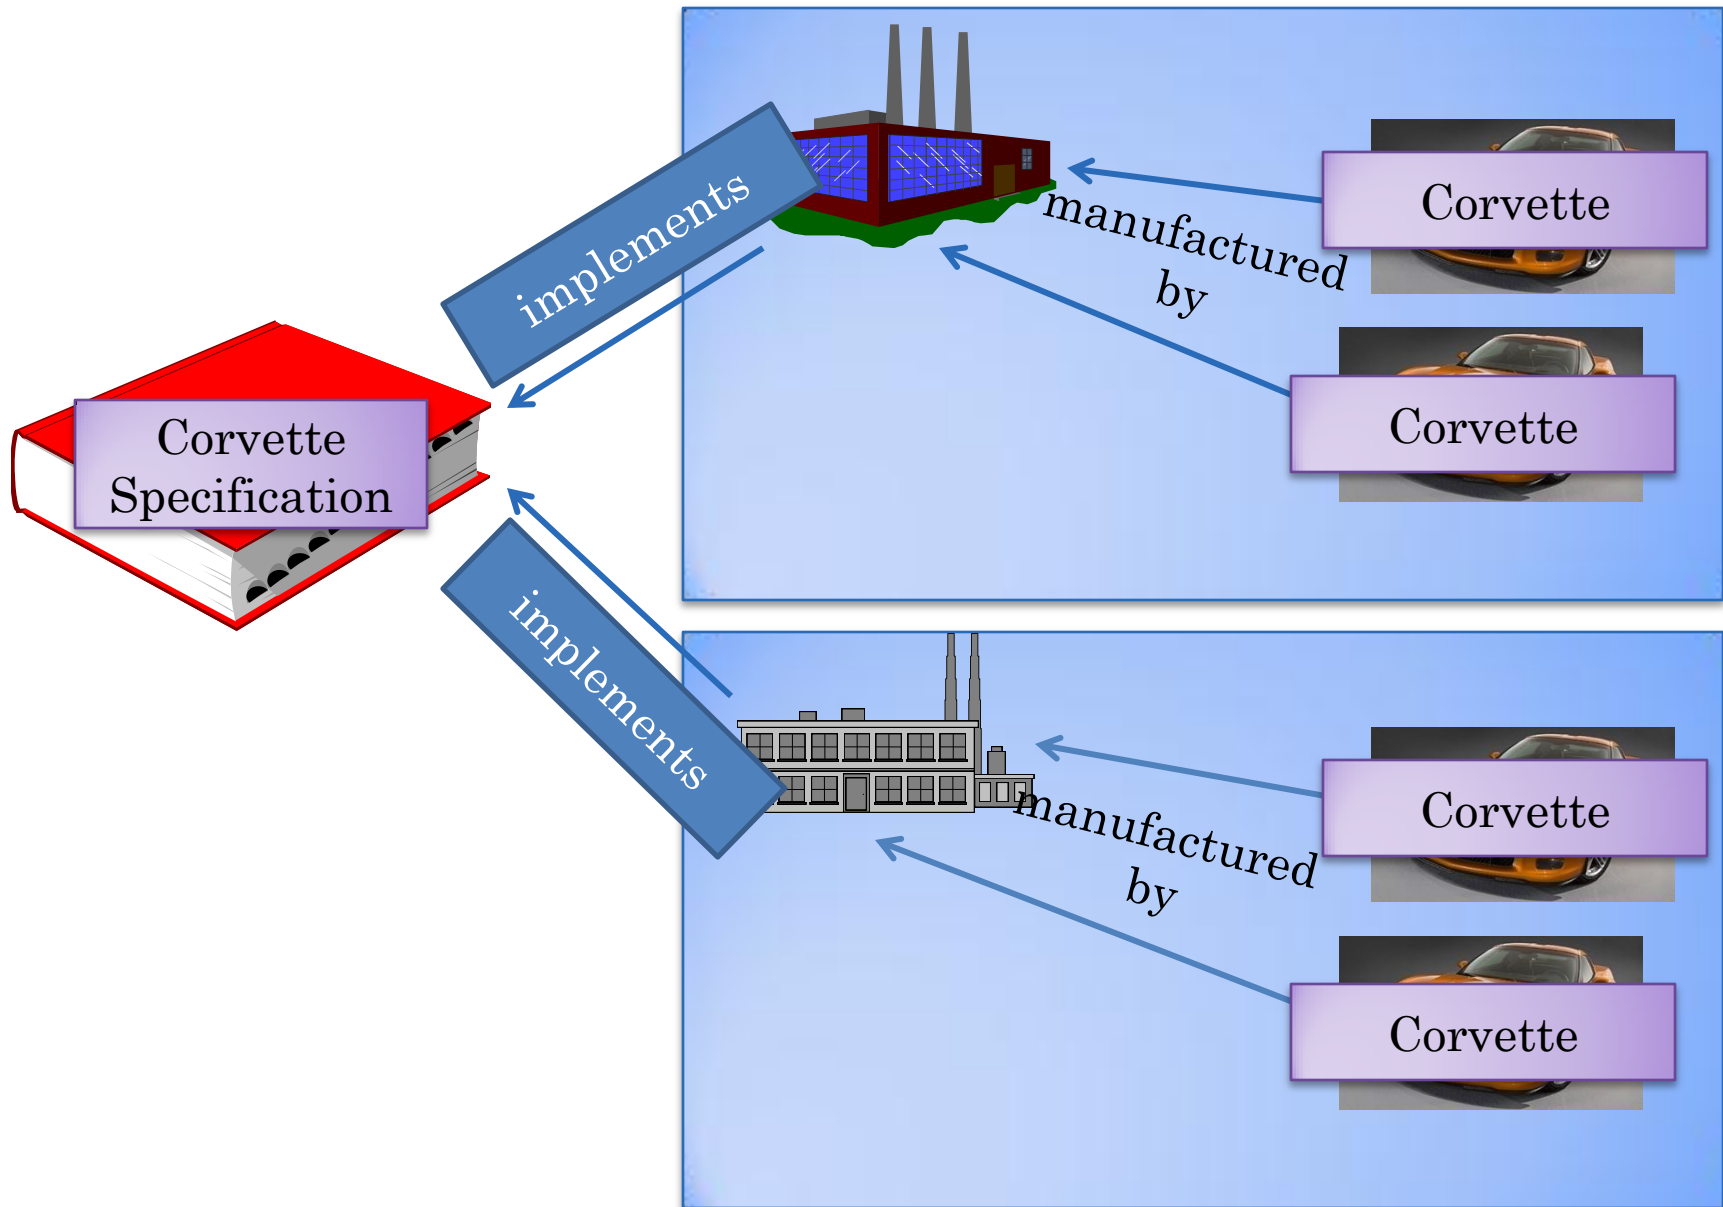 implements
manufactured
by
Corvette
Corvette
Corvette
Specification
implements
manufactured
by
Corvette
Corvette